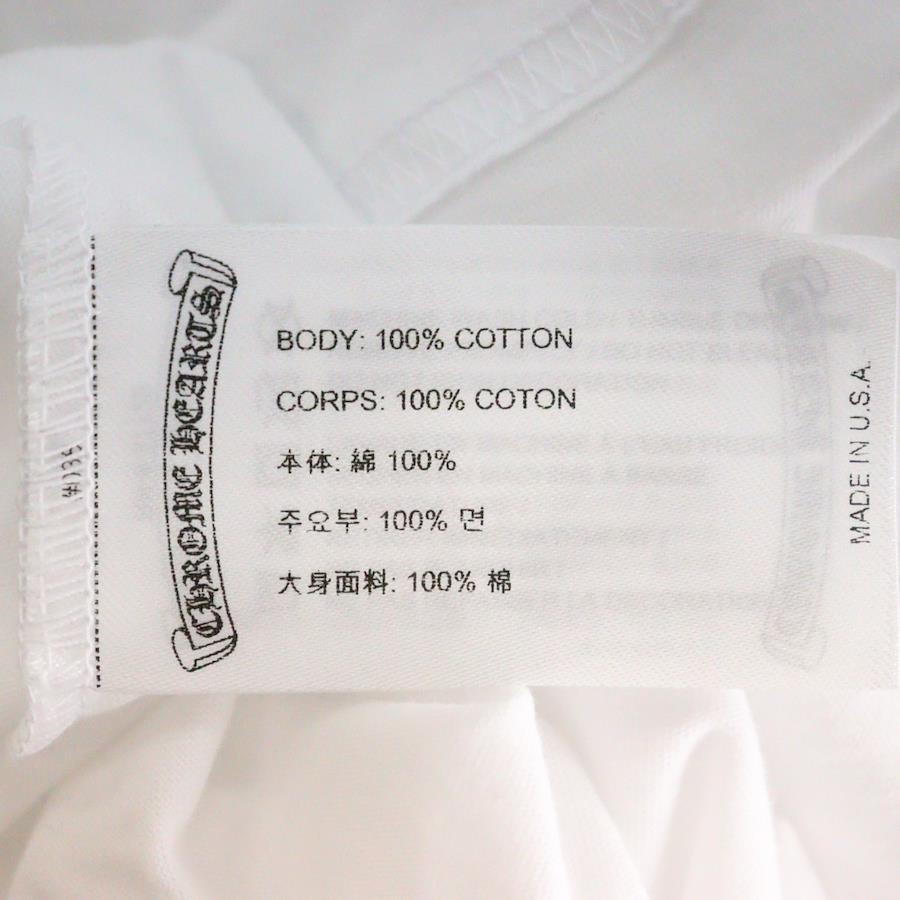 CHROME HEARTS
BODY: 100% COTTON
CORPS: 100% COTON
本体: 綿 100%
주요부: 100% 면
大身面料: 100% 棉
MADE IN U.S.A.